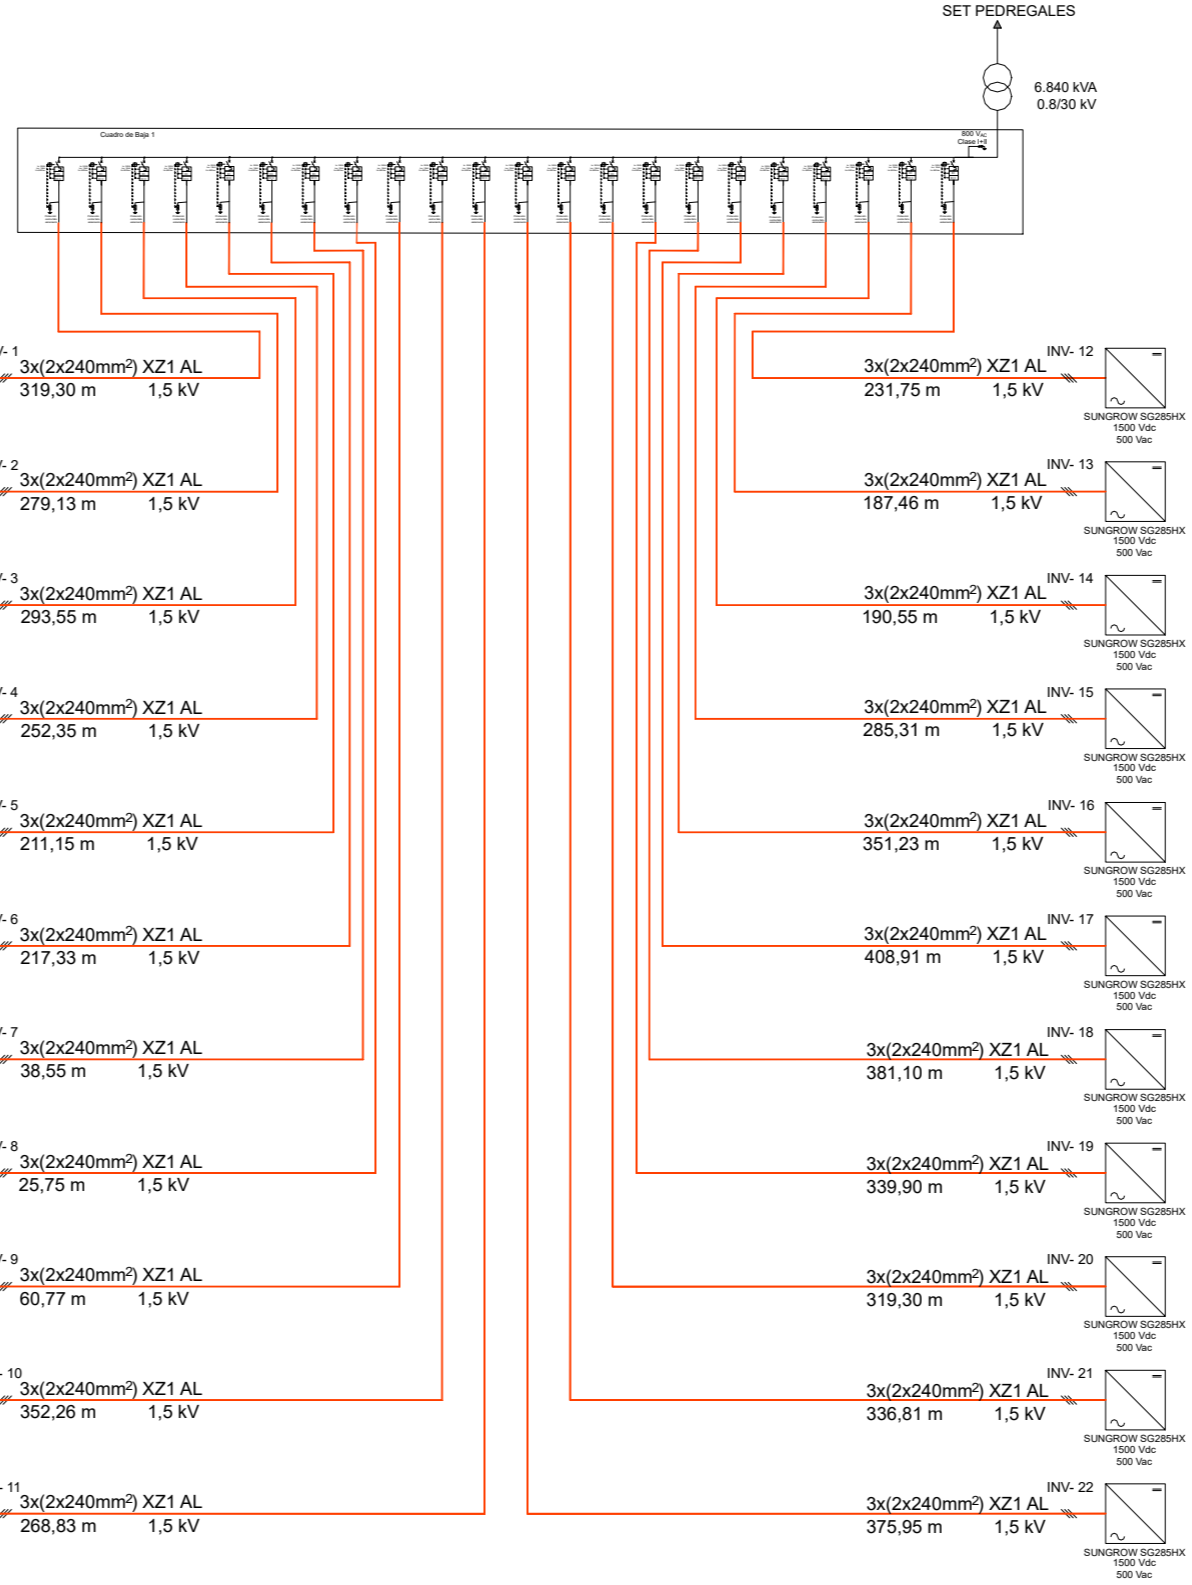 SET PEDREGALES
6.840 kVA
0.8/30 kV
Cuadro de Baja 1
800 VAC
Clase I+II
V- 1
3x(2x240mm²) XZ1 AL
319,30 m 1,5 kV
INV- 12
3x(2x240mm²) XZ1 AL
231,75 m 1,5 kV
SUNGROW SG285HX
1500 Vdc
500 Vac
V- 2
3x(2x240mm²) XZ1 AL
279,13 m 1,5 kV
INV- 13
3x(2x240mm²) XZ1 AL
187,46 m 1,5 kV
SUNGROW SG285HX
1500 Vdc
500 Vac
V- 3
3x(2x240mm²) XZ1 AL
293,55 m 1,5 kV
INV- 14
3x(2x240mm²) XZ1 AL
190,55 m 1,5 kV
SUNGROW SG285HX
1500 Vdc
500 Vac
V- 4
3x(2x240mm²) XZ1 AL
252,35 m 1,5 kV
INV- 15
3x(2x240mm²) XZ1 AL
285,31 m 1,5 kV
SUNGROW SG285HX
1500 Vdc
500 Vac
V- 5
3x(2x240mm²) XZ1 AL
211,15 m 1,5 kV
INV- 16
3x(2x240mm²) XZ1 AL
351,23 m 1,5 kV
SUNGROW SG285HX
1500 Vdc
500 Vac
V- 6
3x(2x240mm²) XZ1 AL
217,33 m 1,5 kV
INV- 17
3x(2x240mm²) XZ1 AL
408,91 m 1,5 kV
SUNGROW SG285HX
1500 Vdc
500 Vac
V- 7
3x(2x240mm²) XZ1 AL
38,55 m 1,5 kV
INV- 18
3x(2x240mm²) XZ1 AL
381,10 m 1,5 kV
SUNGROW SG285HX
1500 Vdc
500 Vac
V- 8
3x(2x240mm²) XZ1 AL
25,75 m 1,5 kV
INV- 19
3x(2x240mm²) XZ1 AL
339,90 m 1,5 kV
SUNGROW SG285HX
1500 Vdc
500 Vac
V- 9
3x(2x240mm²) XZ1 AL
60,77 m 1,5 kV
INV- 20
3x(2x240mm²) XZ1 AL
319,30 m 1,5 kV
SUNGROW SG285HX
1500 Vdc
500 Vac
- 10
3x(2x240mm²) XZ1 AL
352,26 m 1,5 kV
INV- 21
3x(2x240mm²) XZ1 AL
336,81 m 1,5 kV
SUNGROW SG285HX
1500 Vdc
500 Vac
- 11
3x(2x240mm²) XZ1 AL
268,83 m 1,5 kV
INV- 22
3x(2x240mm²) XZ1 AL
375,95 m 1,5 kV
SUNGROW SG285HX
1500 Vdc
500 Vac